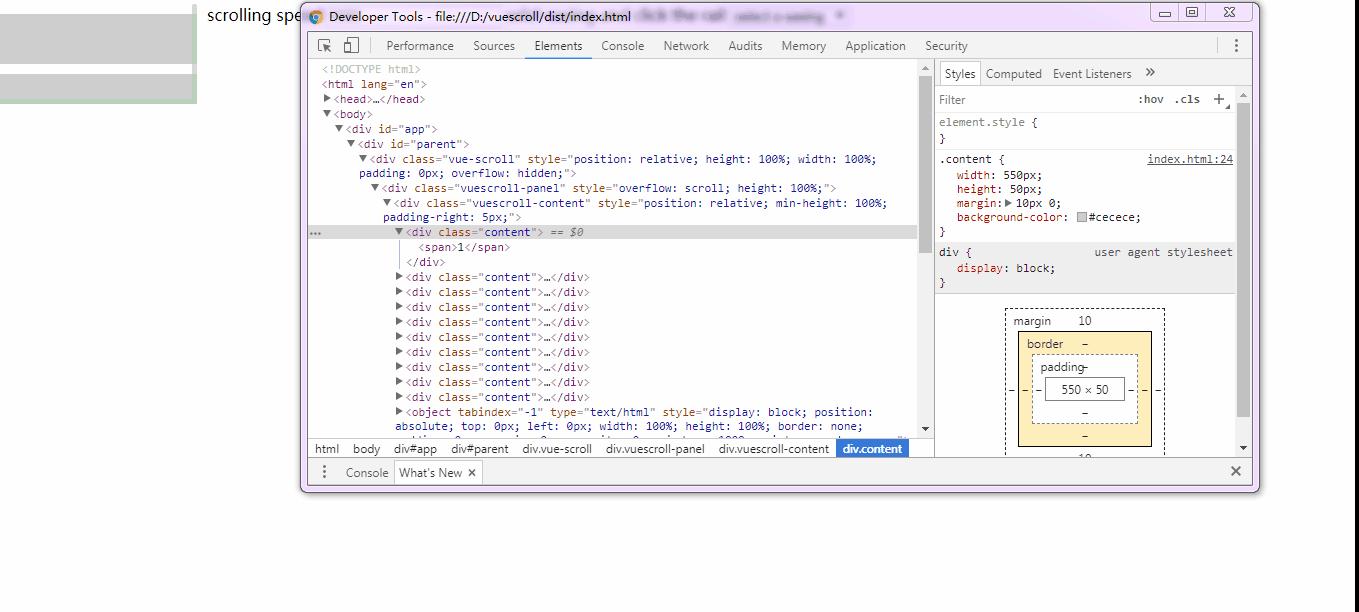 scrolling spe
Developer Tools - file:///D:/vuescroll/dist/index.html
Performance Sources Elements Console Network Audits Memory Application Security
<!DOCTYPE html>
<html lang="en">
<head>…</head>
<body>
<div id="app">
<div id="parent">
<div class="vue-scroll" style="position: relative; height: 100%; width: 100%;
padding: 0px; overflow: hidden;">
<div class="vuescroll-panel" style="overflow: scroll; height: 100%;">
<div class="vuescroll-content" style="position: relative; min-height: 100%;
padding-right: 5px;">
... <div class="content"> == $0
<span>1</span>
</div>
<div class="content">…</div>
<div class="content">…</div>
<div class="content">…</div>
<div class="content">…</div>
<div class="content">…</div>
<div class="content">…</div>
<div class="content">…</div>
<div class="content">…</div>
<div class="content">…</div>
<object tabindex="-1" type="text/html" style="display: block; position:
absolute; top: 0px; left: 0px; width: 100%; height: 100%; border: none;
html body div#app div#parent div.vue-scroll div.vuescroll-panel div.vuescroll-content div.content
Styles Computed Event Listeners »
Filter :hov .cls +
element.style {
}
.content { index.html:24
width: 550px;
height: 50px;
margin: 10px 0;
background-color: #cecece;
}
div { user agent stylesheet
display: block;
}
margin 10
border –
padding–
– – – 550 × 50 – – –
–
–
Console What's New ×